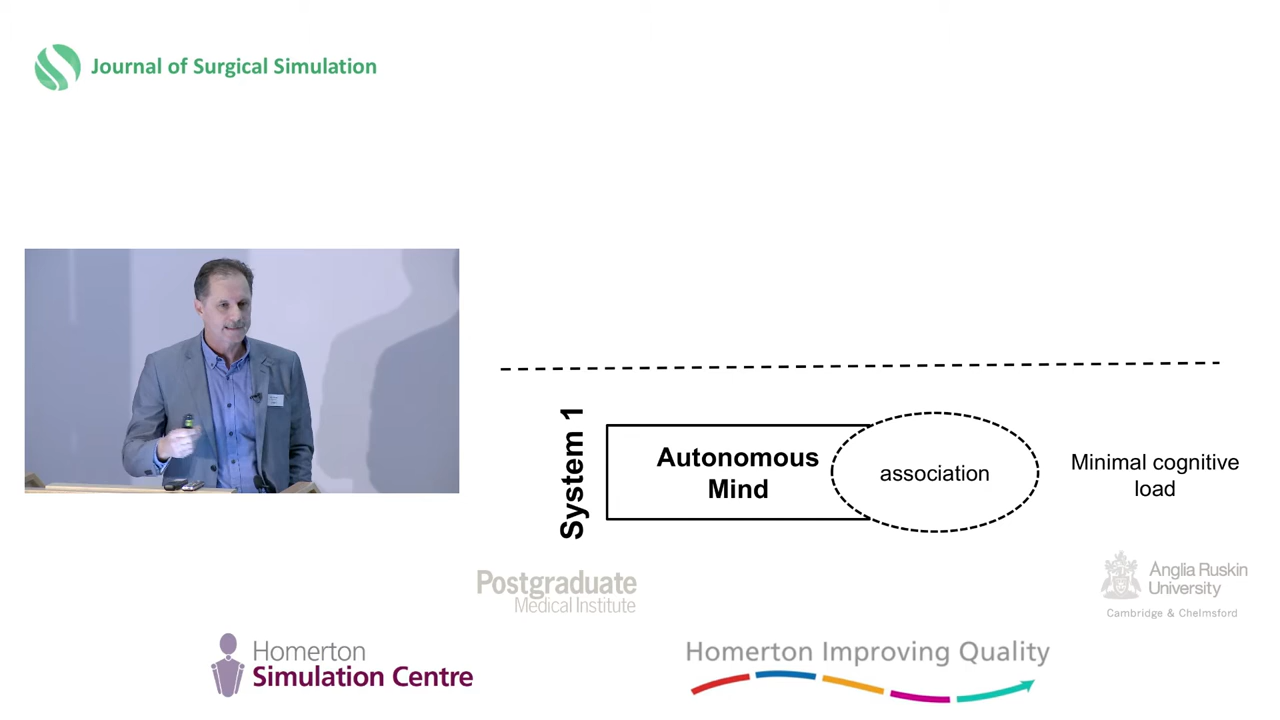 Journal of Surgical Simulation
System 1
Autonomous
Mind
association
Minimal cognitive
load
Postgraduate
Medical Institute
Anglia Ruskin
University
Cambridge & Chelmsford
Homerton
Simulation Centre
Homerton Improving Quality